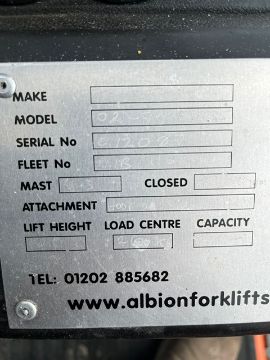 MAKE
MODEL
SERIAL No
FLEET No
MAST CLOSED
ATTACHMENT
LIFT HEIGHT LOAD CENTRE CAPACITY
TEL: 01202 885682
www.albionforklifts